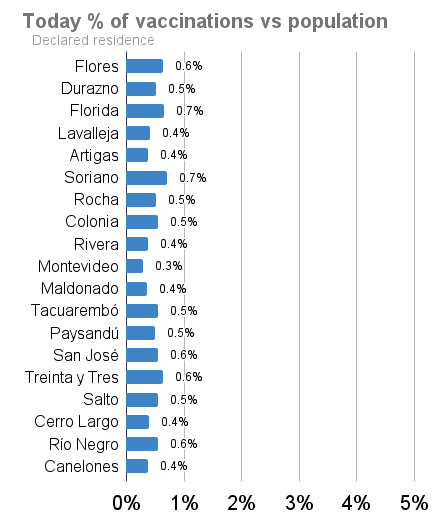 Today % of vaccinations vs population
Declared residence
Flores 0.6%
Durazno 0.5%
Florida 0.7%
Lavalleja 0.4%
Artigas 0.4%
Soriano 0.7%
Rocha 0.5%
Colonia 0.5%
Rivera 0.4%
Montevideo 0.3%
Maldonado 0.4%
Tacuarembó 0.5%
Paysandú 0.5%
San José 0.6%
Treinta y Tres 0.6%
Salto 0.5%
Cerro Largo 0.4%
Río Negro 0.6%
Canelones 0.4%
0% 1% 2% 3% 4% 5%